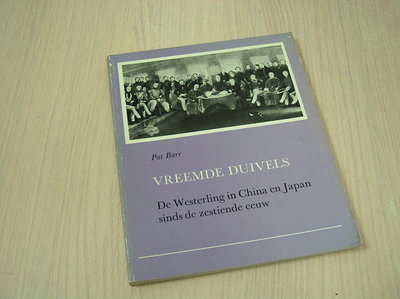 Pat Barr
VREEMDE DUIVELS
De Westerling in China en Japan
sinds de zestiende eeuw